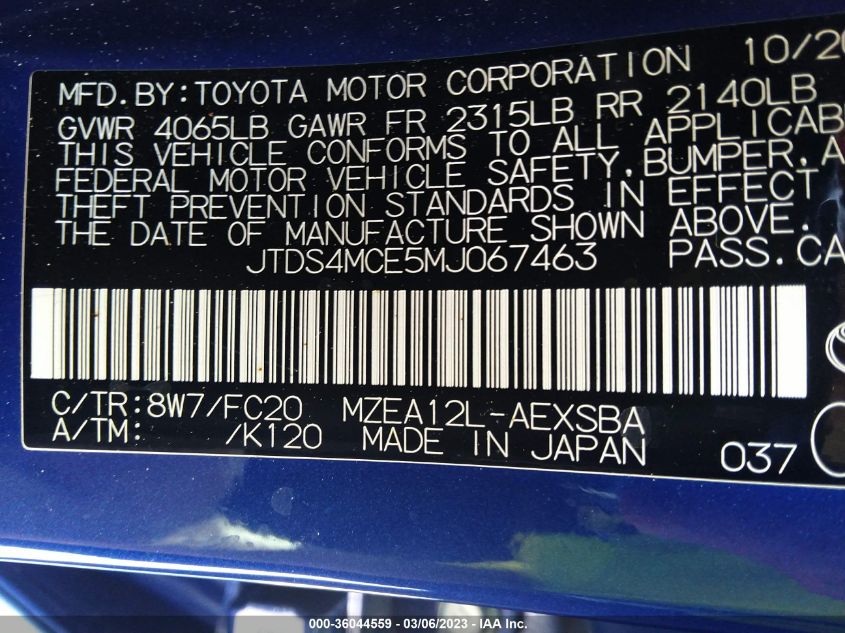 10/20
MFD.BY:TOYOTA MOTOR CORPORATION
GVWR 4065LB GAWR FR 2315LB RR 2140LB
THIS VEHICLE CONFORMS TO ALL APPLICAB
FEDERAL MOTOR VEHICLE SAFETY,BUMPER,A
THEFT PREVENTION STANDARDS IN EFFECT
THE DATE OF MANUFACTURE SHOWN ABOVE.
JTDS4MCE5MJ067463 PASS.CA
C/TR:8W7/FC20 MZEA12L-AEXSBA
A/TM: /K120 MADE IN JAPAN 037
000-36044559 — 03/06/2023 — IAA Inc.